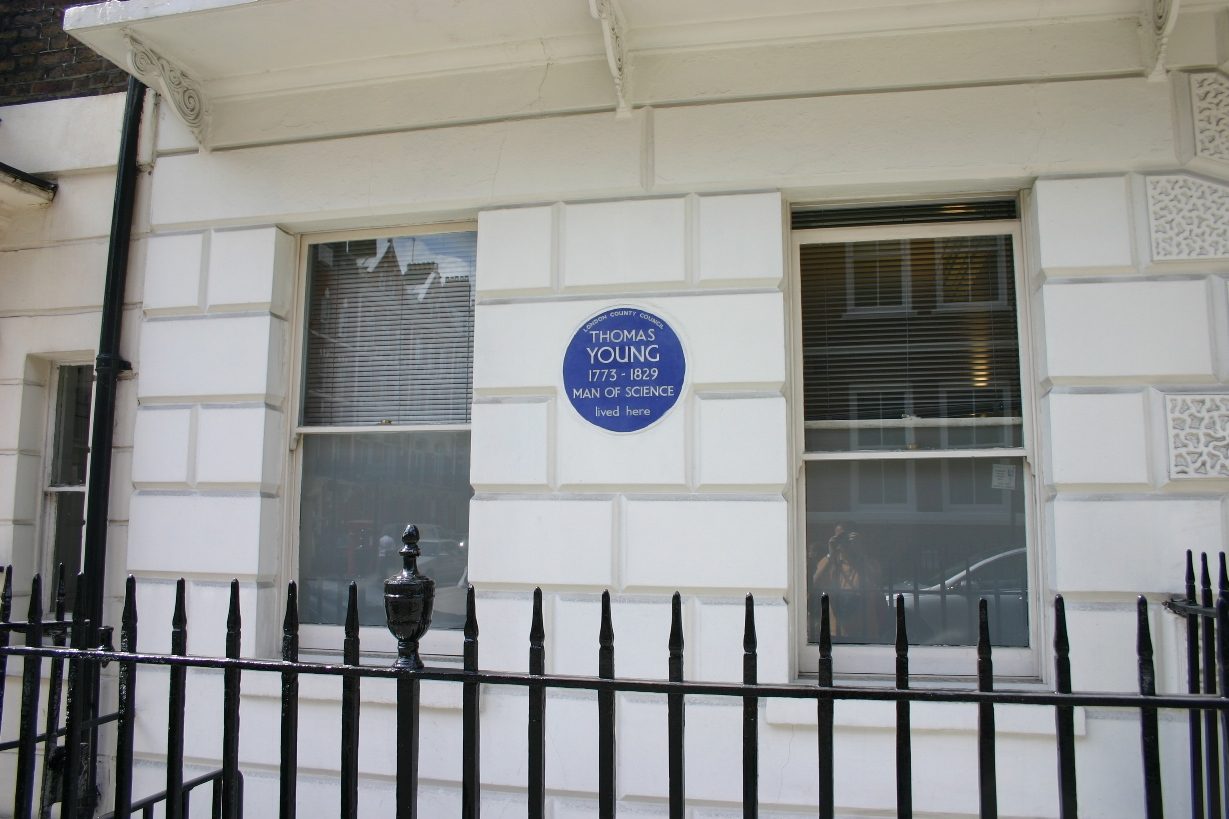 LONDON COUNTY COUNCIL
THOMAS
YOUNG
1773 - 1829
MAN OF SCIENCE
lived here